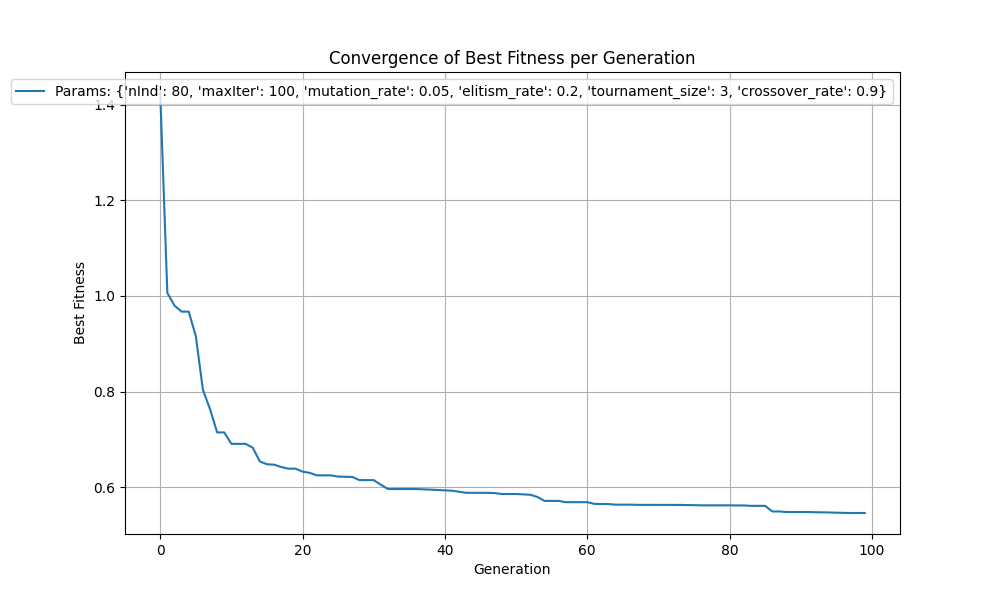 Convergence of Best Fitness per Generation
Params: {'nInd': 80, 'maxIter': 100, 'mutation_rate': 0.05, 'elitism_rate': 0.2, 'tournament_size': 3, 'crossover_rate': 0.9}
1.4
1.2
1.0
0.8
0.6
Best Fitness
0 20 40 60 80 100
Generation